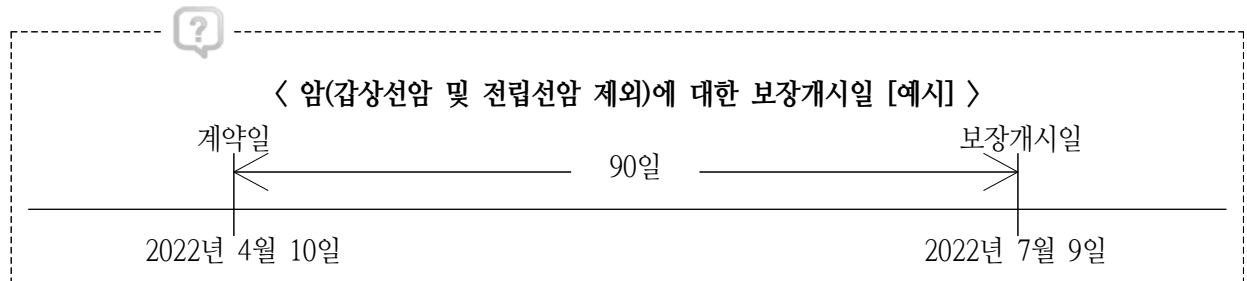 ?
〈 암(갑상선암 및 전립선암 제외)에 대한 보장개시일 [예시] 〉
계약일 보장개시일
90일
2022년 4월 10일 2022년 7월 9일